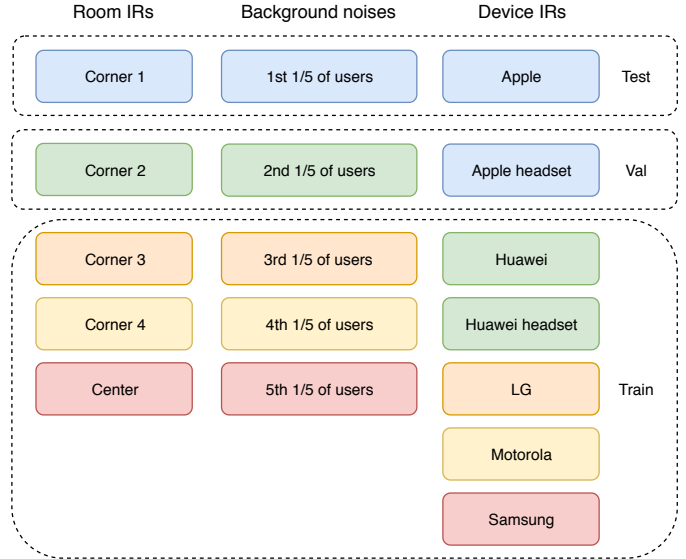 Room IRs Background noises Device IRs
Corner 1 1st 1/5 of users Apple Test
Corner 2 2nd 1/5 of users Apple headset Val
Corner 3 3rd 1/5 of users Huawei
Corner 4 4th 1/5 of users Huawei headset
Center 5th 1/5 of users LG Train
Motorola
Samsung